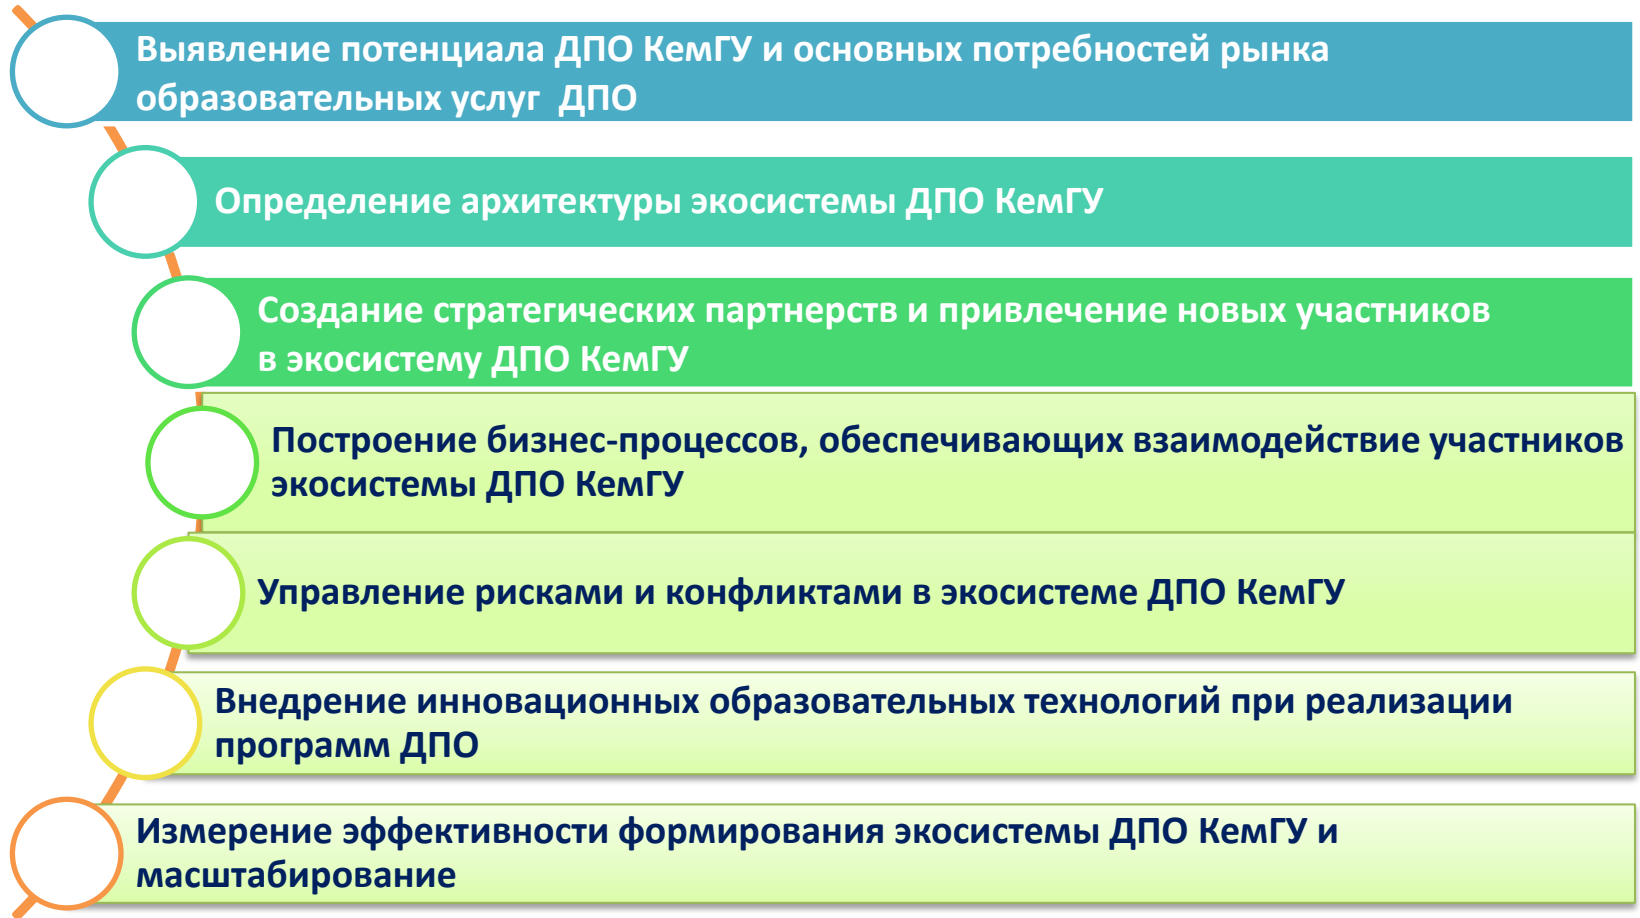 Выявление потенциала ДПО КемГУ и основных потребностей рынка
образовательных услуг ДПО
Определение архитектуры экосистемы ДПО КемГУ
Создание стратегических партнерств и привлечение новых участников
в экосистему ДПО КемГУ
Построение бизнес-процессов, обеспечивающих взаимодействие участников
экосистемы ДПО КемГУ
Управление рисками и конфликтами в экосистеме ДПО КемГУ
Внедрение инновационных образовательных технологий при реализации
программ ДПО
Измерение эффективности формирования экосистемы ДПО КемГУ и
масштабирование